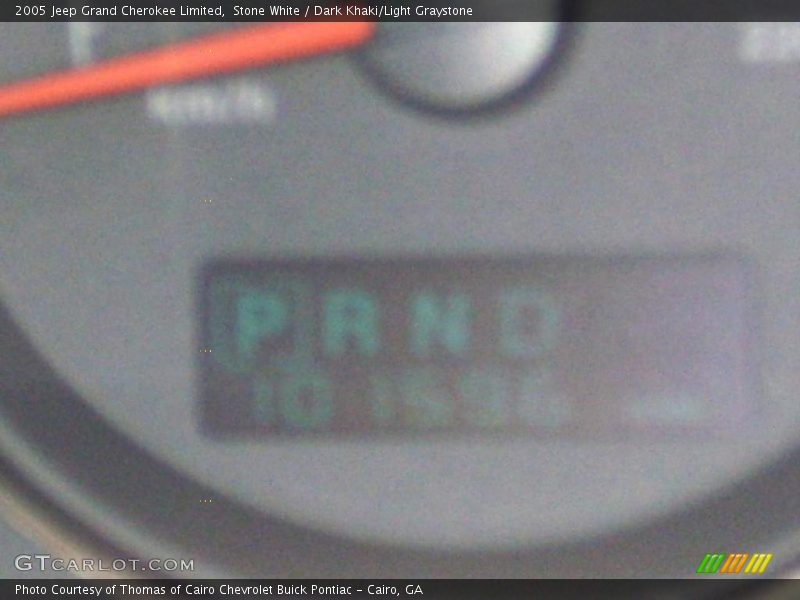 2005 Jeep Grand Cherokee Limited, Stone White / Dark Khaki/Light Graystone
km/h
P R N D
GTCARLOT.COM
Photo Courtesy of Thomas of Cairo Chevrolet Buick Pontiac - Cairo, GA